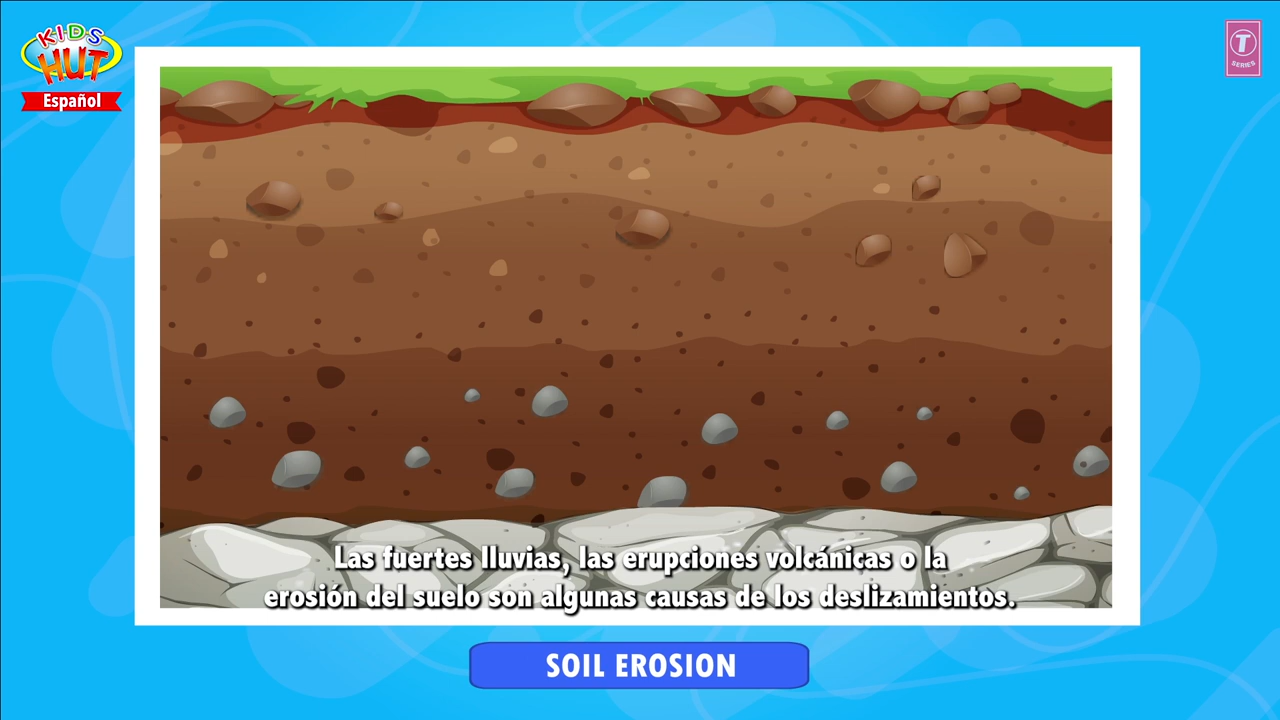 KIDS
HUT
Español
T
SERIES
Las fuertes lluvias, las erupciones volcánicas o la
erosión del suelo son algunas causas de los deslizamientos.
SOIL EROSION